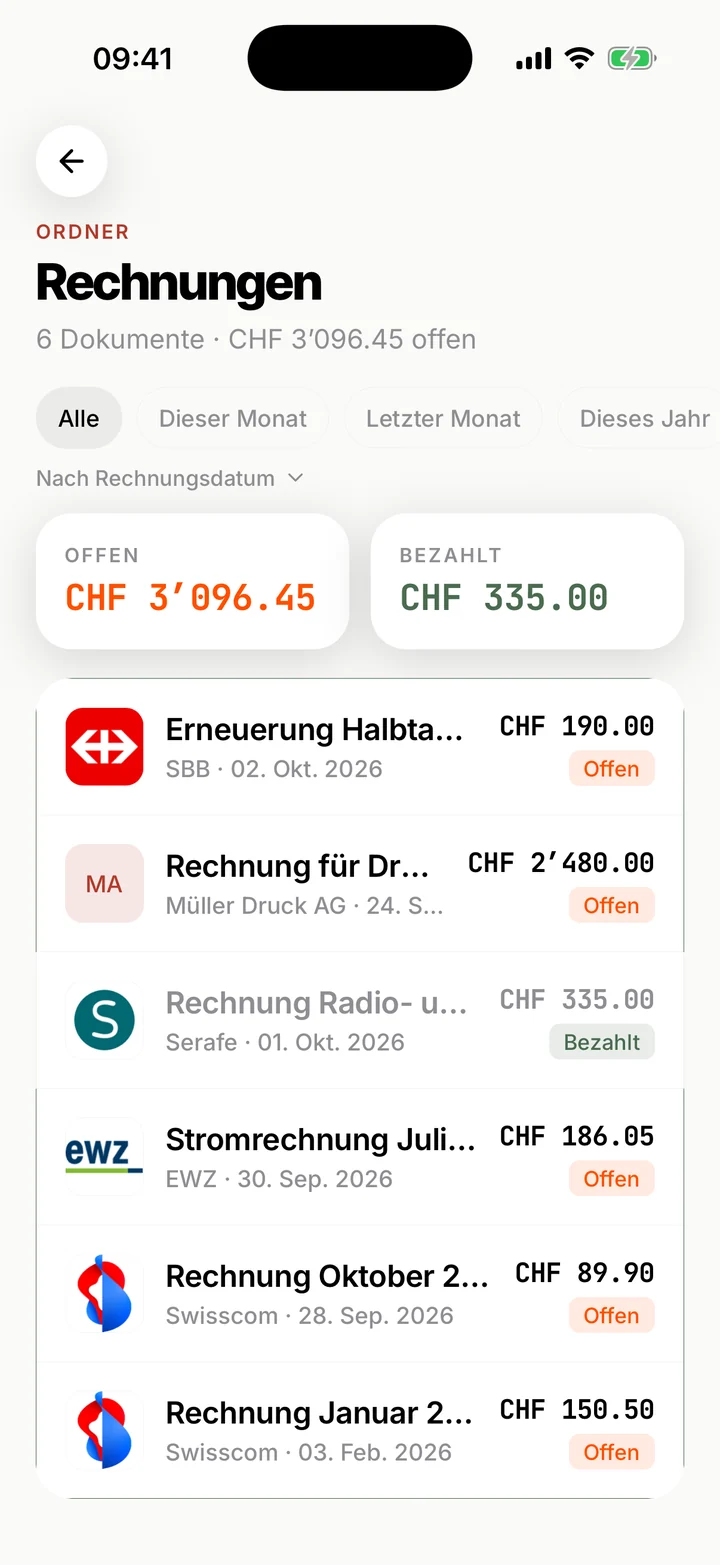 09:41
ORDNER
Rechnungen
6 Dokumente · CHF 3’096.45 offen
Alle Dieser Monat Letzter Monat Dieses Jahr
Nach Rechnungsdatum
OFFEN
CHF 3’096.45
BEZAHLT
CHF 335.00
Erneuerung Halbta... CHF 190.00
SBB · 02. Okt. 2026 Offen
MA
Rechnung für Dr... CHF 2’480.00
Müller Druck AG · 24. S... Offen
S
Rechnung Radio- u... CHF 335.00
Serafe · 01. Okt. 2026 Bezahlt
ewz
Stromrechnung Juli... CHF 186.05
EWZ · 30. Sep. 2026 Offen
Rechnung Oktober 2... CHF 89.90
Swisscom · 28. Sep. 2026 Offen
Rechnung Januar 2... CHF 150.50
Swisscom · 03. Feb. 2026 Offen